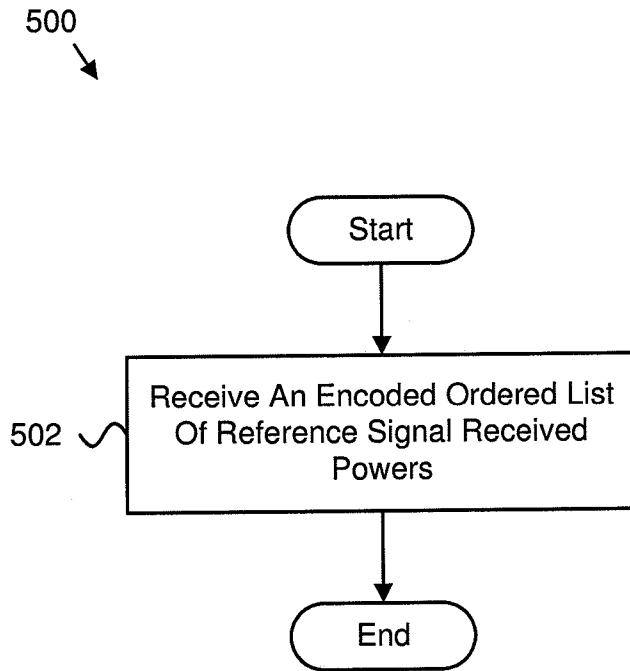 500
Start
502
Receive An Encoded Ordered List
Of Reference Signal Received
Powers
End